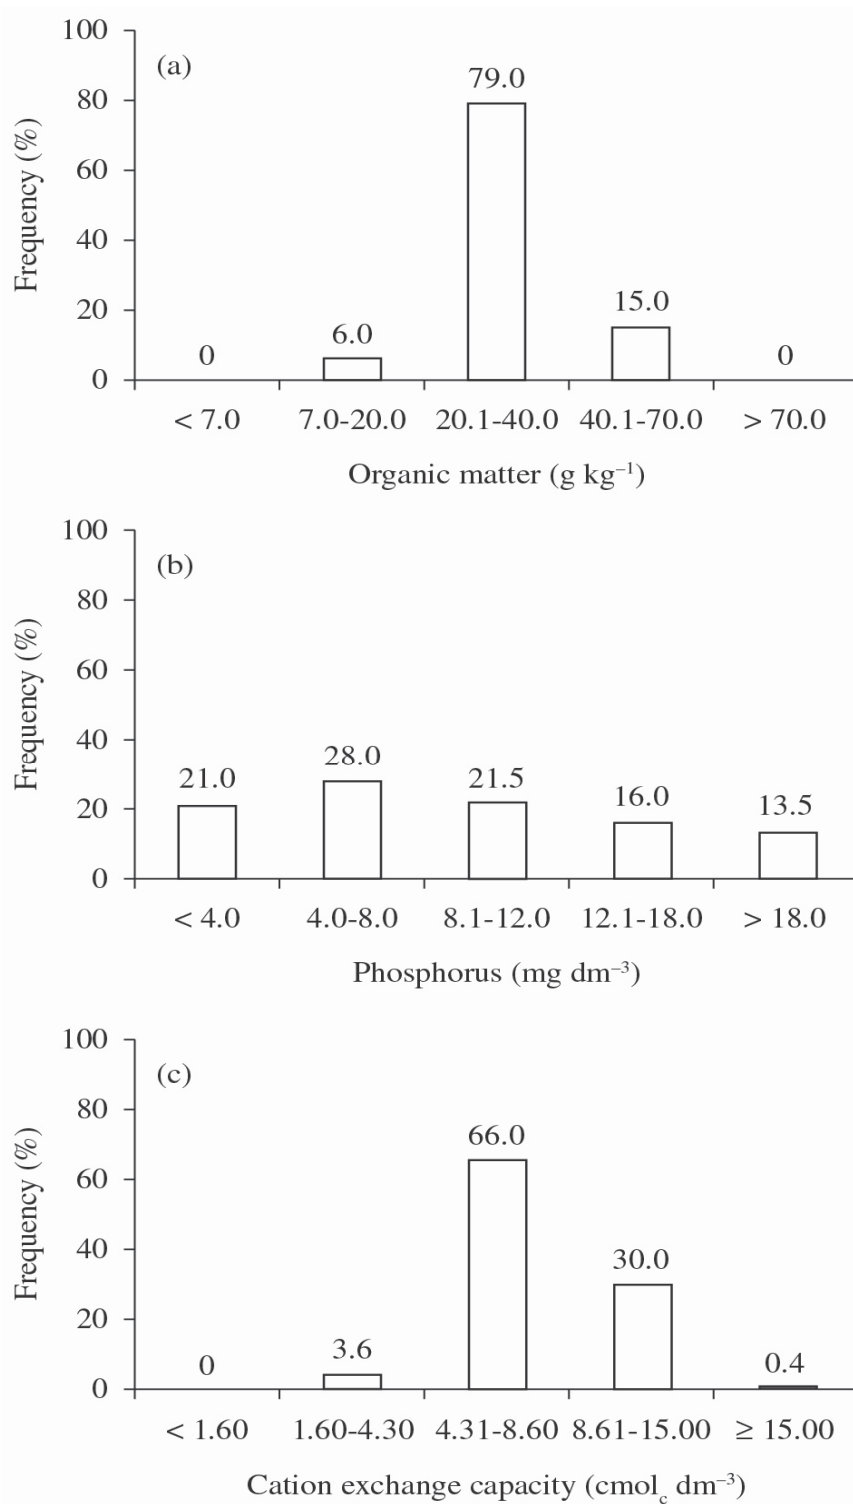 100
(a)
79.0
80
60
Frequency (%)
40
20
15.0
6.0
0
0
0
< 7.0 7.0-20.0 20.1-40.0 40.1-70.0 > 70.0
Organic matter (g kg⁻¹)
100
(b)
80
60
Frequency (%)
40
28.0
21.0
21.5
16.0
13.5
20
0
< 4.0 4.0-8.0 8.1-12.0 12.1-18.0 > 18.0
Phosphorus (mg dm⁻³)
100
(c)
80
66.0
60
Frequency (%)
40
30.0
20
3.6
0
0.4
0
< 1.60 1.60-4.30 4.31-8.60 8.61-15.00 ≥ 15.00
Cation exchange capacity (cmol꜀ dm⁻³)